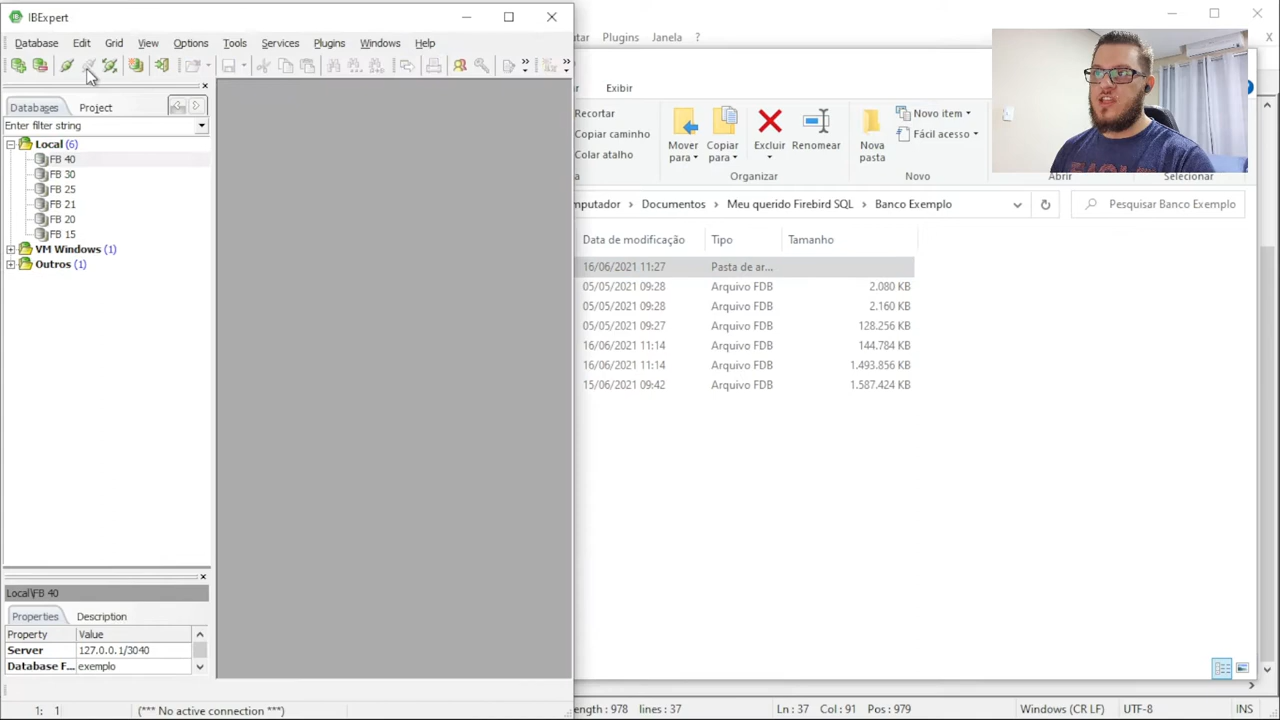 IBExpert
Database Edit Grid View Options Tools Services Plugins Windows Help
Databases Project
Enter filter string
Local (6)
FB 40
FB 30
FB 25
FB 21
FB 20
FB 15
VM Windows (1)
Outros (1)
Local\FB 40
Properties Description
Property Value
Server 127.0.0.1/3040
Database F... exemplo
1: 1 (*** No active connection ***)
Plugins Janela ? X
Exibir
Recortar
Copiar caminho
Colar atalho
Mover para
Copiar para
Excluir
Renomear
Organizar
Nova pasta
Novo item
Fácil acesso
Novo
Abrir
Selecionar
mputador > Documentos > Meu querido Firebird SQL > Banco Exemplo
Pesquisar Banco Exemplo
Data de modificação Tipo Tamanho
16/06/2021 11:27 Pasta de ar...
05/05/2021 09:28 Arquivo FDB 2.080 KB
05/05/2021 09:28 Arquivo FDB 2.160 KB
05/05/2021 09:27 Arquivo FDB 128.256 KB
16/06/2021 11:14 Arquivo FDB 144.784 KB
16/06/2021 11:14 Arquivo FDB 1.493.856 KB
15/06/2021 09:42 Arquivo FDB 1.587.424 KB
ength : 978 lines : 37 Ln : 37 Col : 91 Pos : 979 Windows (CR LF) UTF-8 INS